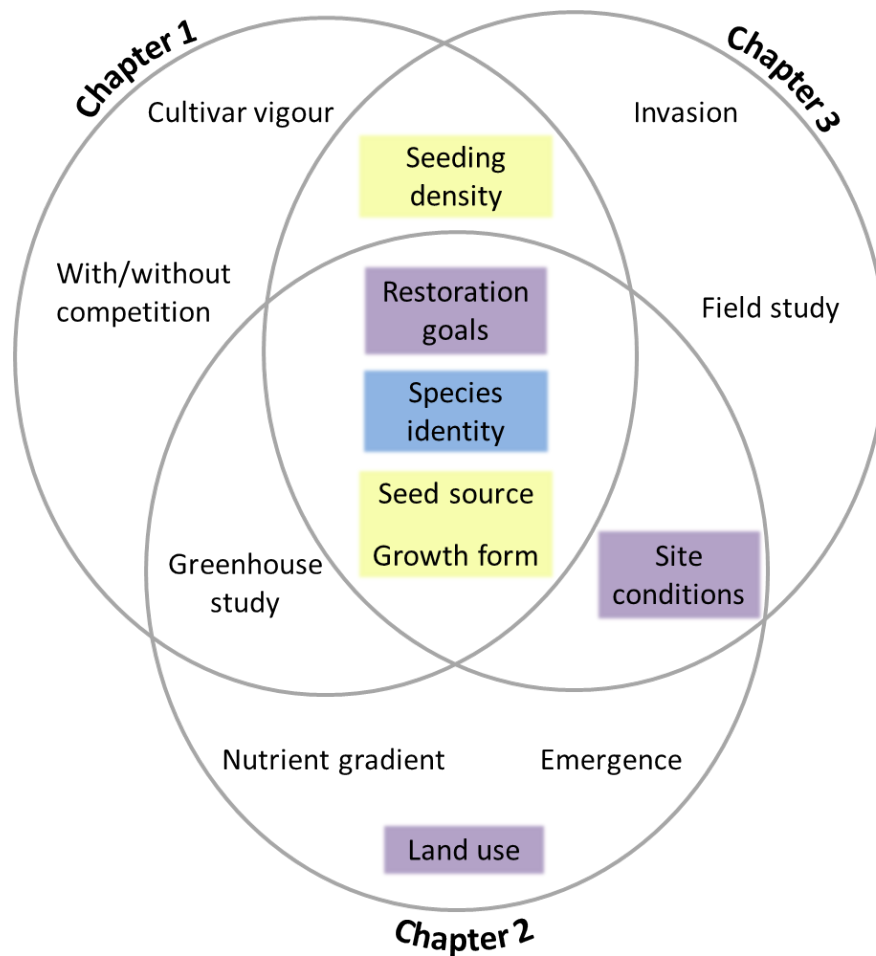 Chapter 1
Chapter 3
Cultivar vigour
Invasion
Seeding
density
With/without
competition
Restoration
goals
Field study
Species
identity
Seed source
Growth form
Greenhouse
study
Site
conditions
Nutrient gradient
Emergence
Land use
Chapter 2